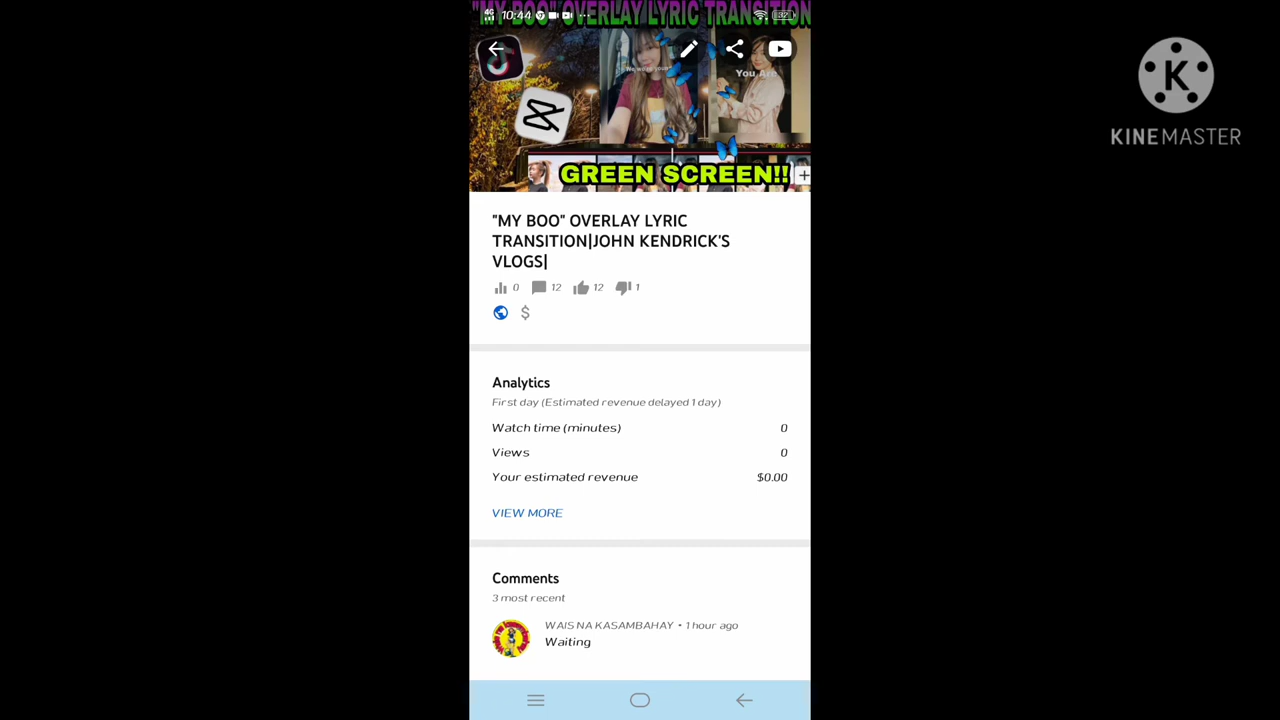 "MY BOO" OVERLAY LYRIC TRANSITION
4G 10:44 32
You Are
GREEN SCREEN!!
"MY BOO" OVERLAY LYRIC
TRANSITION|JOHN KENDRICK'S
VLOGS|
0 12 12 1
$
Analytics
First day (Estimated revenue delayed 1 day)
Watch time (minutes) 0
Views 0
Your estimated revenue $0.00
VIEW MORE
Comments
3 most recent
WAIS NA KASAMBAHAY • 1 hour ago
Waiting
K
KINEMASTER